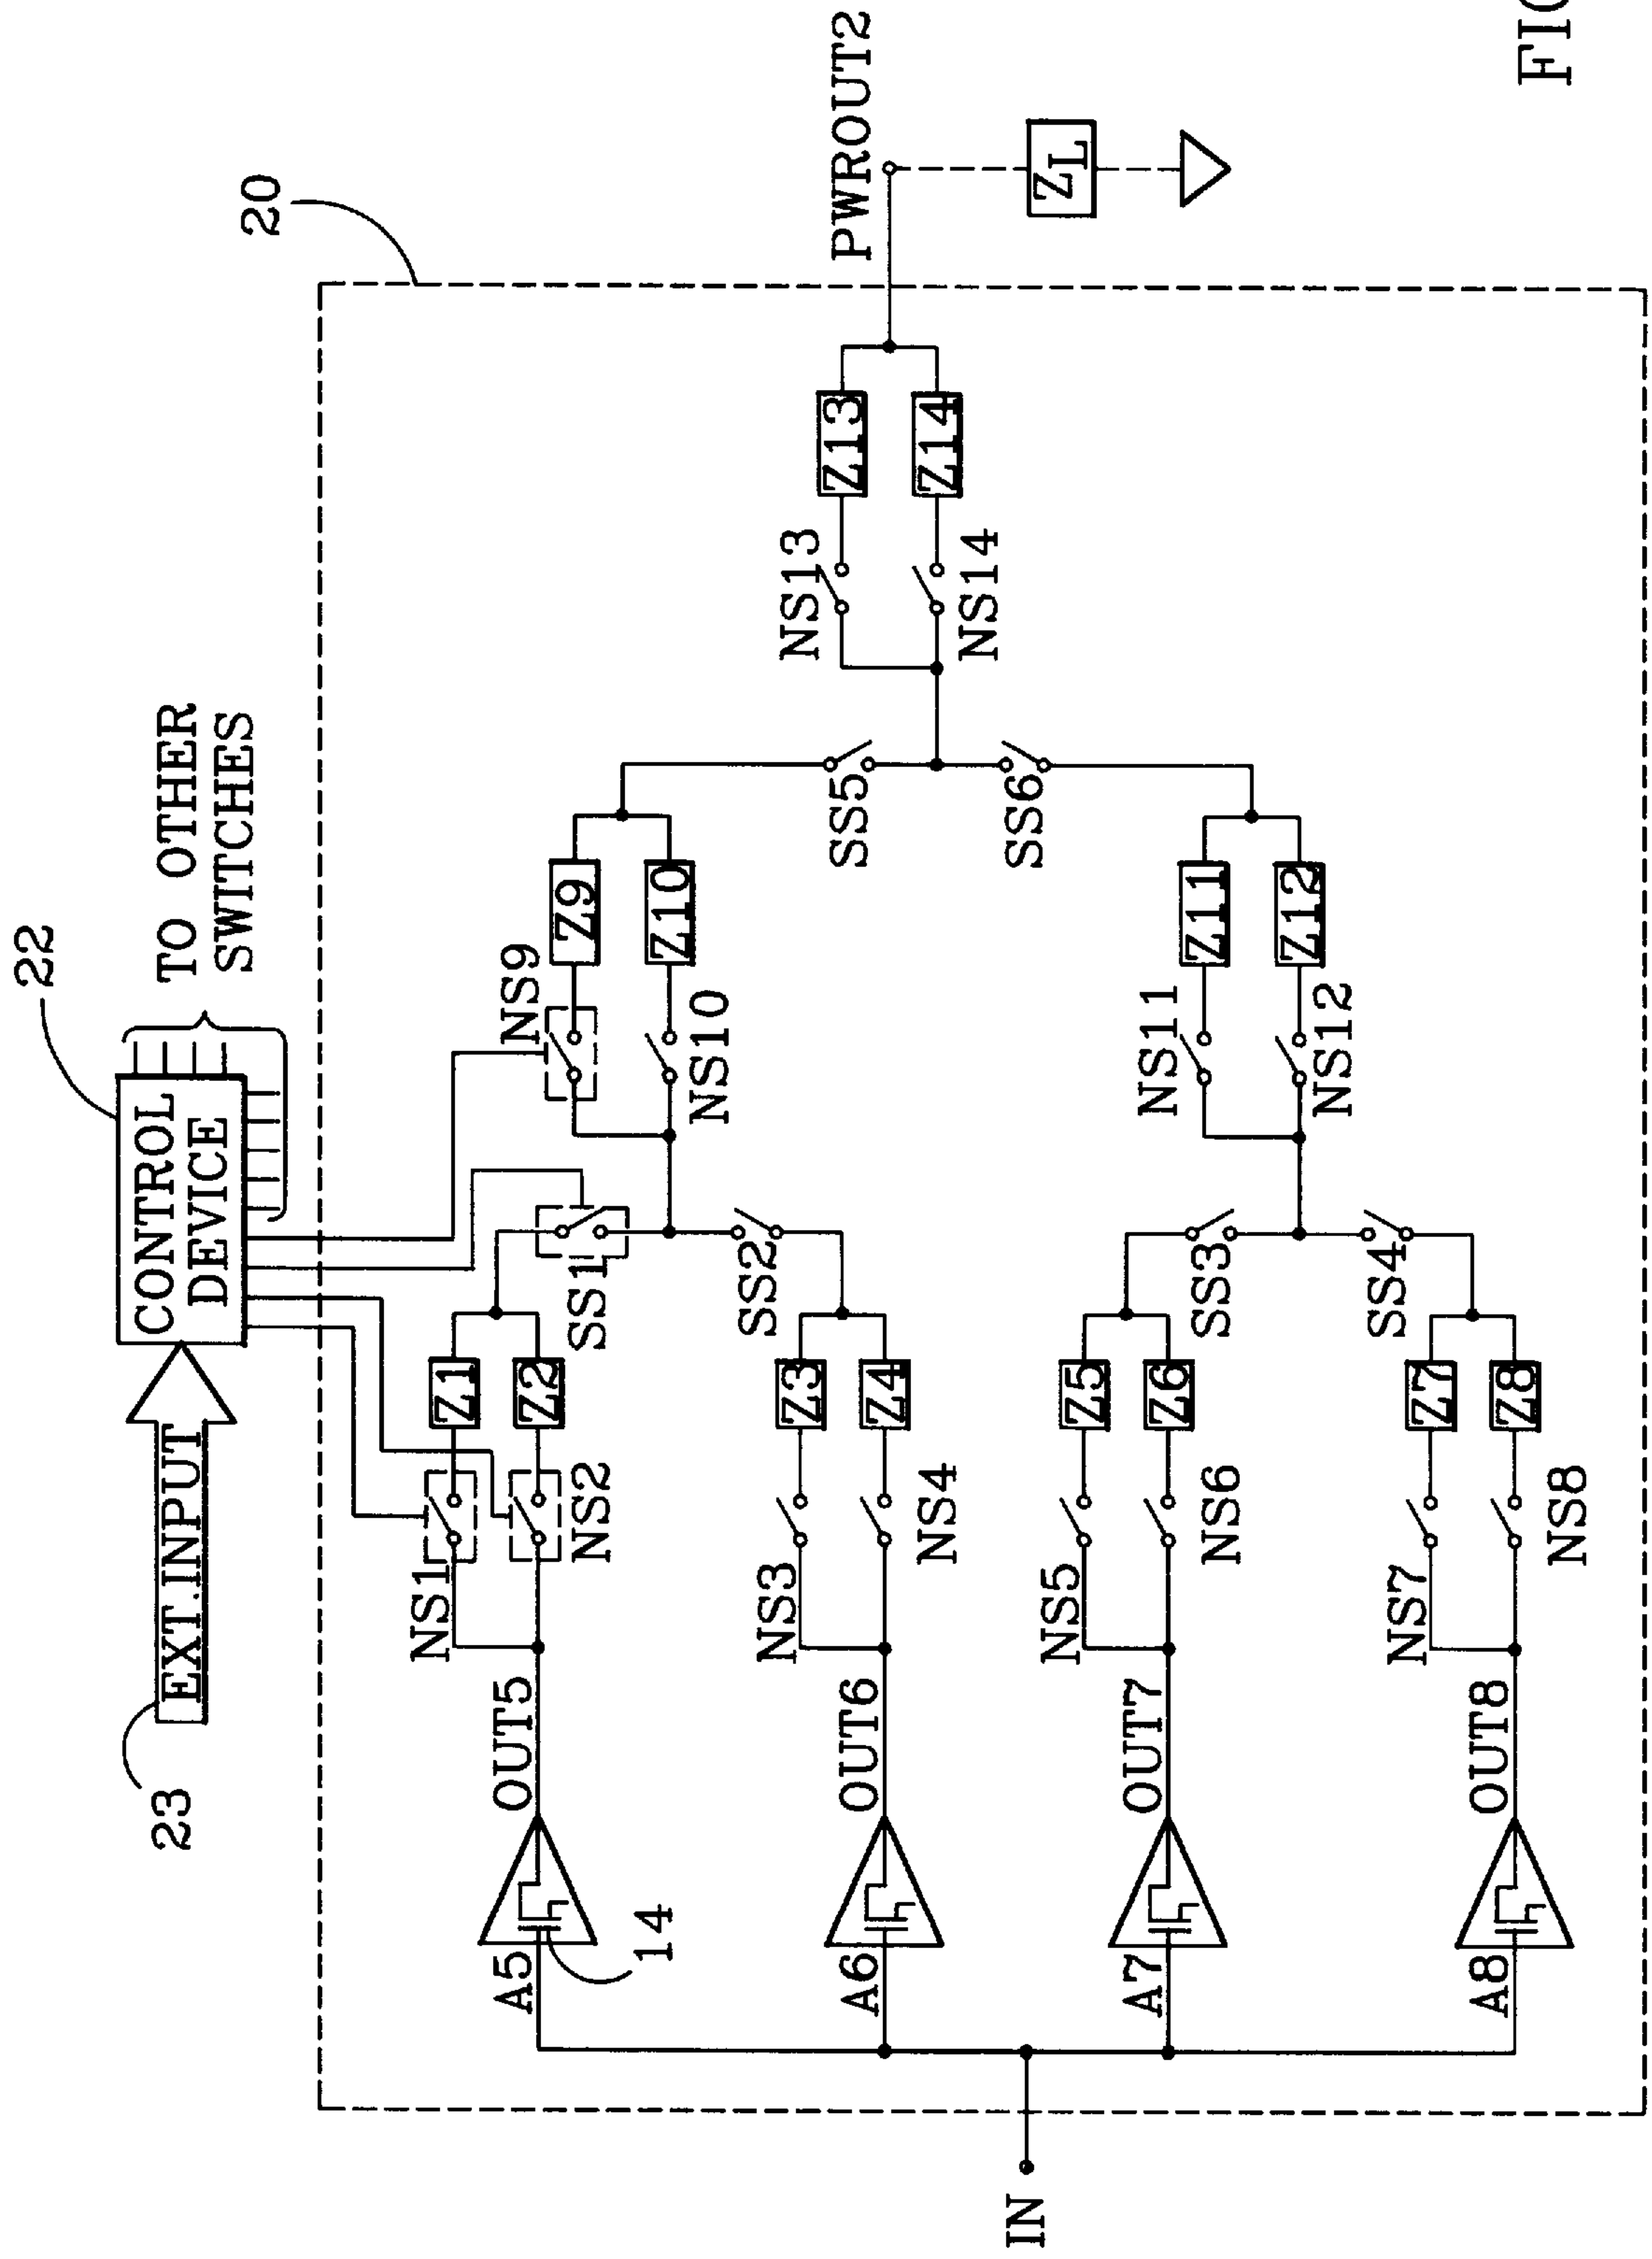 22
20
23
EXT.INPUT
CONTROL
DEVICE
TO OTHER
SWITCHES
NS1
Z1
NS2
Z2
SS1
NS9
Z9
NS10
Z10
A5
14
OUT5
SS2
NS3
Z3
NS4
Z4
A6
OUT6
SS5
SS6
NS13
Z13
NS14
Z14
PWROUT2
ZL
IN
NS5
Z5
NS6
Z6
A7
OUT7
SS3
NS11
Z11
NS12
Z12
SS4
NS7
Z7
NS8
Z8
A8
OUT8